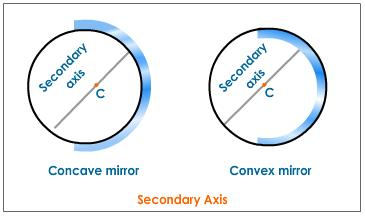 Secondary
axis
C
Concave mirror
Secondary
axis
C
Convex mirror
Secondary Axis